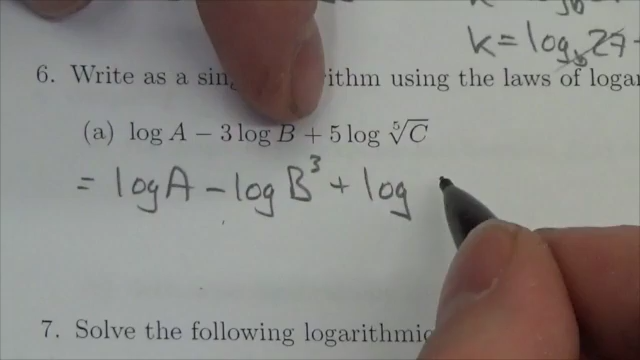 k = log 27
6. Write as a sin ithm using the laws of logar
(a) log A − 3 log B + 5 log ⁵√C
= log A − log B³ + log
7. Solve the following logarithmic